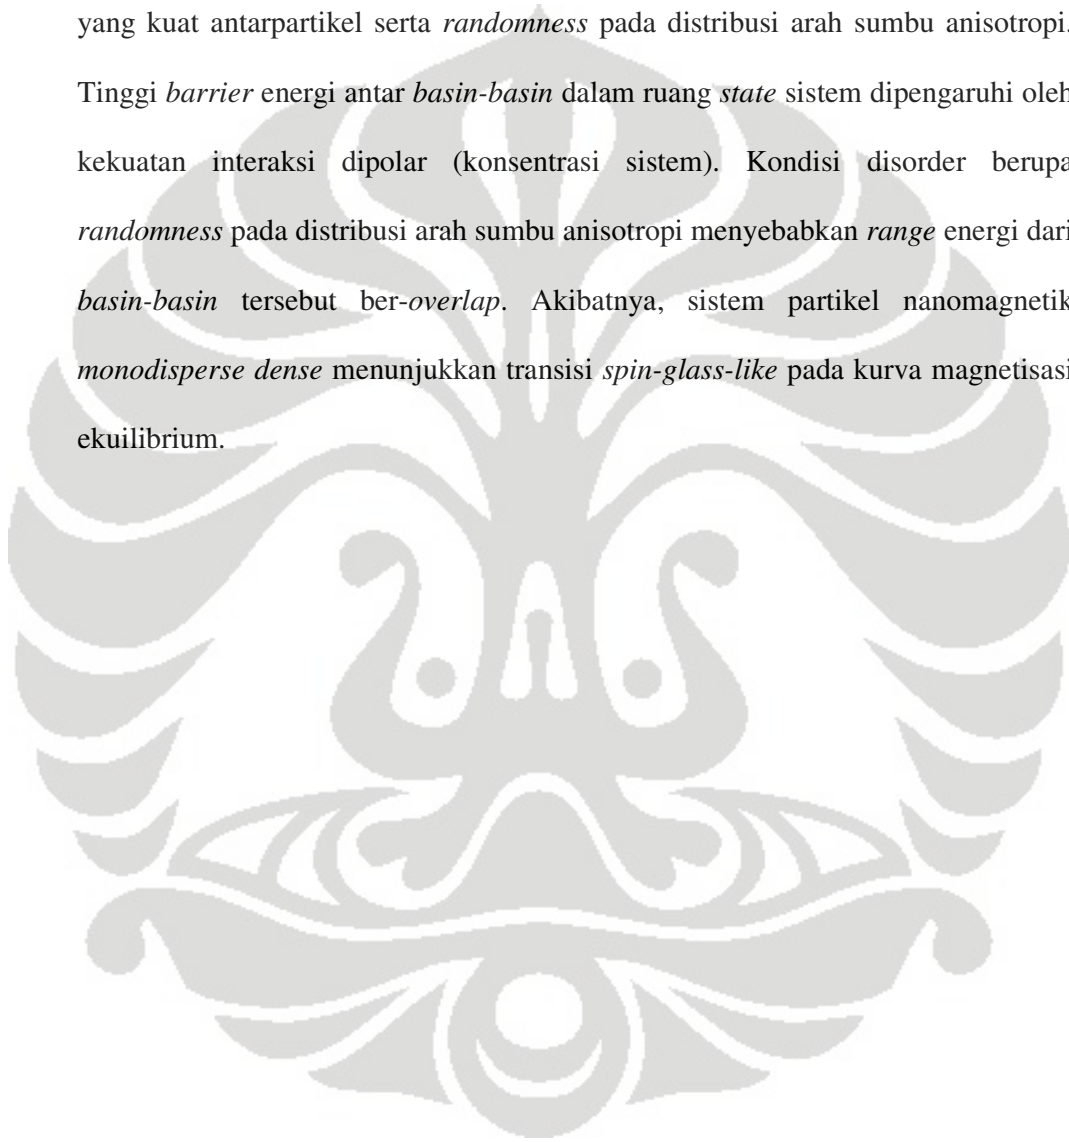 yang kuat antarpartikel serta randomness pada distribusi arah sumbu anisotropi.
Tinggi barrier energi antar basin-basin dalam ruang state sistem dipengaruhi oleh
kekuatan interaksi dipolar (konsentrasi sistem). Kondisi disorder berupa
randomness pada distribusi arah sumbu anisotropi menyebabkan range energi dari
basin-basin tersebut ber-overlap. Akibatnya, sistem partikel nanomagnetik
monodisperse dense menunjukkan transisi spin-glass-like pada kurva magnetisasi
ekuilibrium.